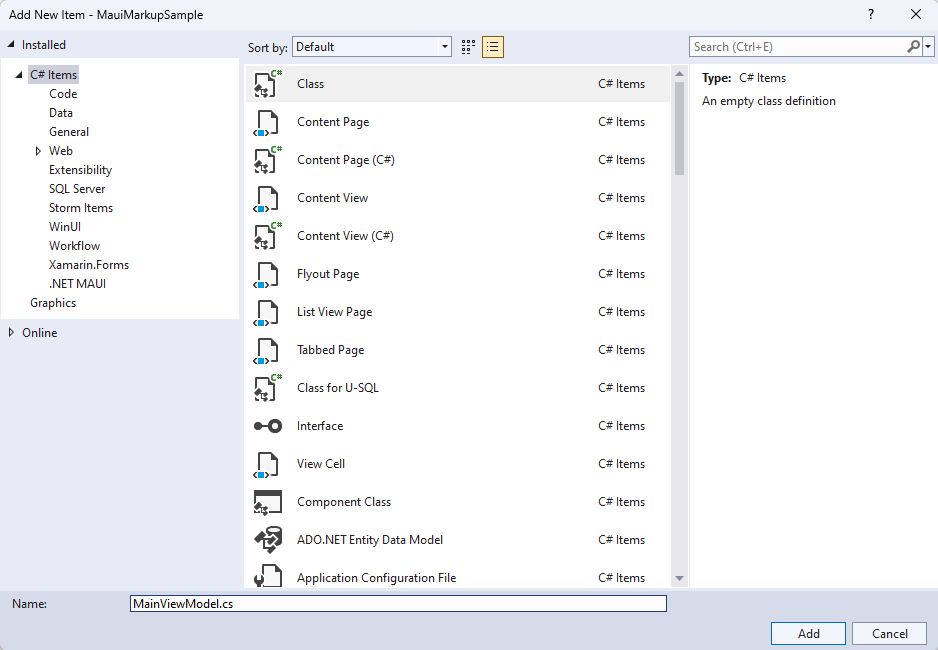 Add New Item - MauiMarkupSample
?
Installed
Sort by: Default
Search (Ctrl+E)
C# Items
Code
Data
General
Web
Extensibility
SQL Server
Storm Items
WinUI
Workflow
Xamarin.Forms
.NET MAUI
Graphics
Online
C# Class C# Items
Content Page C# Items
C# Content Page (C#) C# Items
Content View C# Items
C# Content View (C#) C# Items
Flyout Page C# Items
List View Page C# Items
Tabbed Page C# Items
C# Class for U-SQL C# Items
Interface C# Items
View Cell C# Items
Component Class C# Items
ADO.NET Entity Data Model C# Items
Application Configuration File C# Items
Type: C# Items
An empty class definition
Name: MainViewModel.cs
Add Cancel